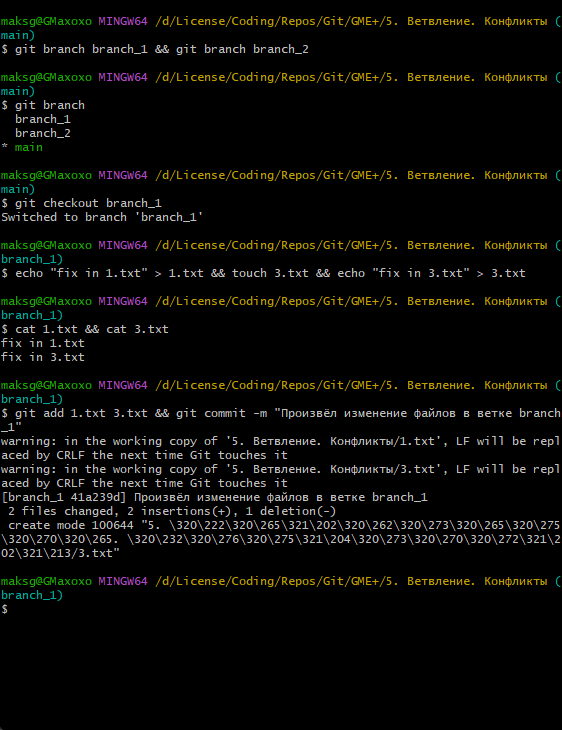 maksg@GMaxoxo MINGW64 /d/License/Coding/Repos/Git/GME+/5. Ветвление. Конфликты (
main)
$ git branch branch_1 && git branch branch_2
maksg@GMaxoxo MINGW64 /d/License/Coding/Repos/Git/GME+/5. Ветвление. Конфликты (
main)
$ git branch
  branch_1
  branch_2
* main
maksg@GMaxoxo MINGW64 /d/License/Coding/Repos/Git/GME+/5. Ветвление. Конфликты (
main)
$ git checkout branch_1
Switched to branch 'branch_1'
maksg@GMaxoxo MINGW64 /d/License/Coding/Repos/Git/GME+/5. Ветвление. Конфликты (
branch_1)
$ echo "fix in 1.txt" > 1.txt && touch 3.txt && echo "fix in 3.txt" > 3.txt
maksg@GMaxoxo MINGW64 /d/License/Coding/Repos/Git/GME+/5. Ветвление. Конфликты (
branch_1)
$ cat 1.txt && cat 3.txt
fix in 1.txt
fix in 3.txt
maksg@GMaxoxo MINGW64 /d/License/Coding/Repos/Git/GME+/5. Ветвление. Конфликты (
branch_1)
$ git add 1.txt 3.txt && git commit -m "Произвёл изменение файлов в ветке branch
_1"
warning: in the working copy of '5. Ветвление. Конфликты/1.txt', LF will be repl
aced by CRLF the next time Git touches it
warning: in the working copy of '5. Ветвление. Конфликты/3.txt', LF will be repl
aced by CRLF the next time Git touches it
[branch_1 41a239d] Произвёл изменение файлов в ветке branch_1
 2 files changed, 2 insertions(+), 1 deletion(-)
 create mode 100644 "5. \320\222\320\265\321\202\320\262\320\273\320\265\320\275
\320\270\320\265. \320\232\320\276\320\275\321\204\320\273\320\270\320\272\321\2
02\321\213/3.txt"
maksg@GMaxoxo MINGW64 /d/License/Coding/Repos/Git/GME+/5. Ветвление. Конфликты (
branch_1)
$